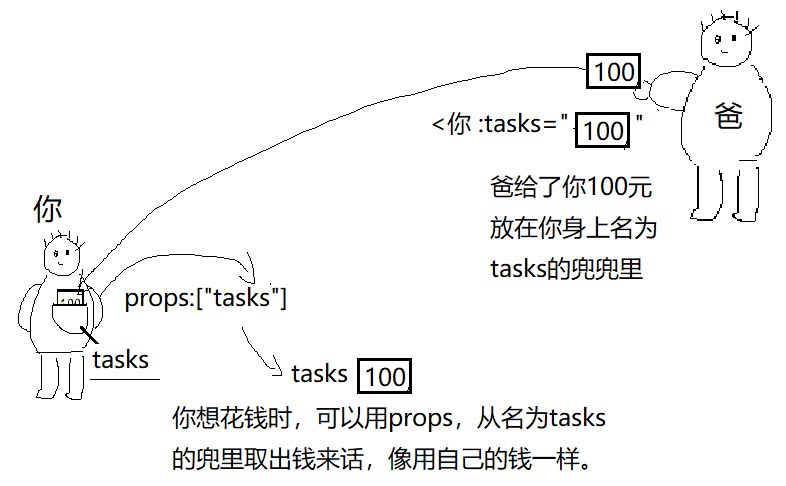 100
爸
<你 :tasks=" 100 "
爸给了你100元
放在你身上名为
tasks的兜兜里
你
100
props:["tasks"]
tasks
tasks 100
你想花钱时，可以用props，从名为tasks
的兜里取出钱来话，像用自己的钱一样。